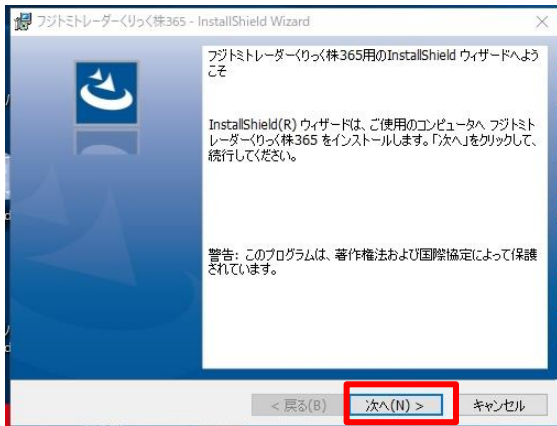 フジトミトレーダーくりっく株365 - InstallShield Wizard
フジトミトレーダーくりっく株365用のInstallShield ウィザードへよう
こそ
InstallShield(R) ウィザードは、ご使用のコンピュータへ フジトミト
レーダーくりっく株365 をインストールします。「次へ」をクリックして、
続行してください。
警告: このプログラムは、著作権法および国際協定によって保護
されています。
< 戻る(B)
次へ(N) >
キャンセル